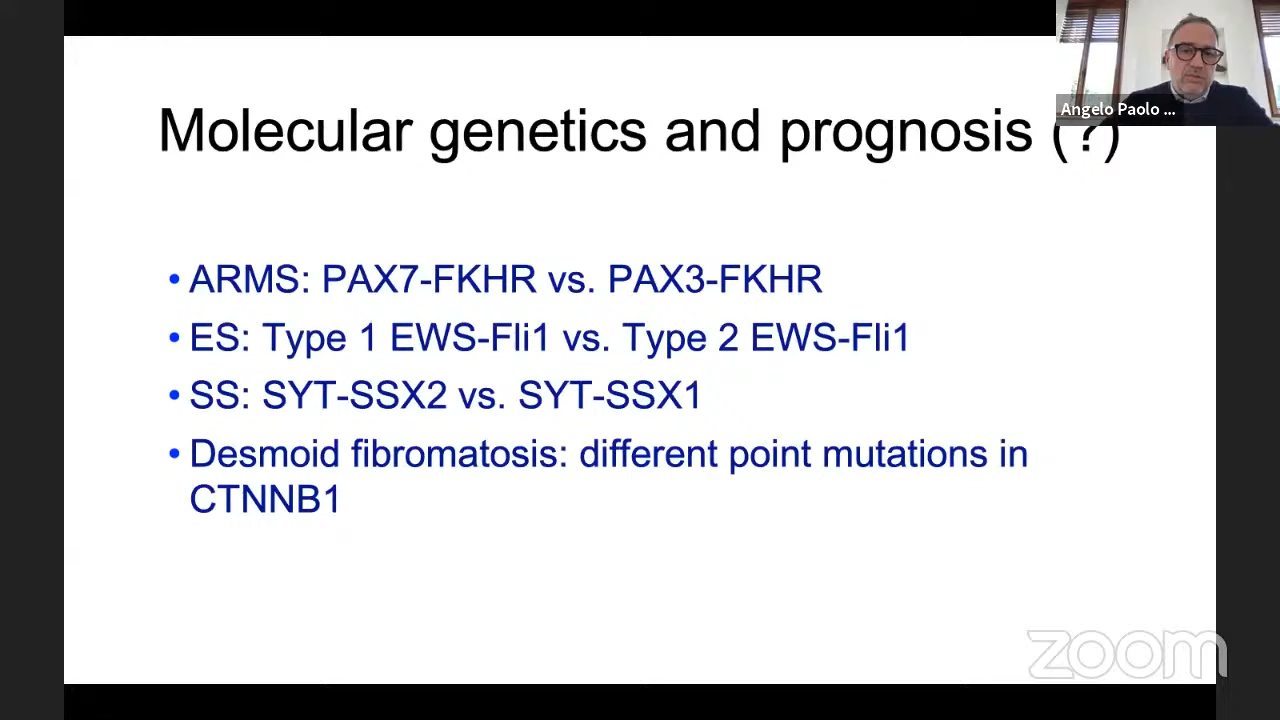 Angelo Paolo ...
Molecular genetics and prognosis (?)
• ARMS: PAX7-FKHR vs. PAX3-FKHR
• ES: Type 1 EWS-Fli1 vs. Type 2 EWS-Fli1
• SS: SYT-SSX2 vs. SYT-SSX1
• Desmoid fibromatosis: different point mutations in
CTNNB1
zoom